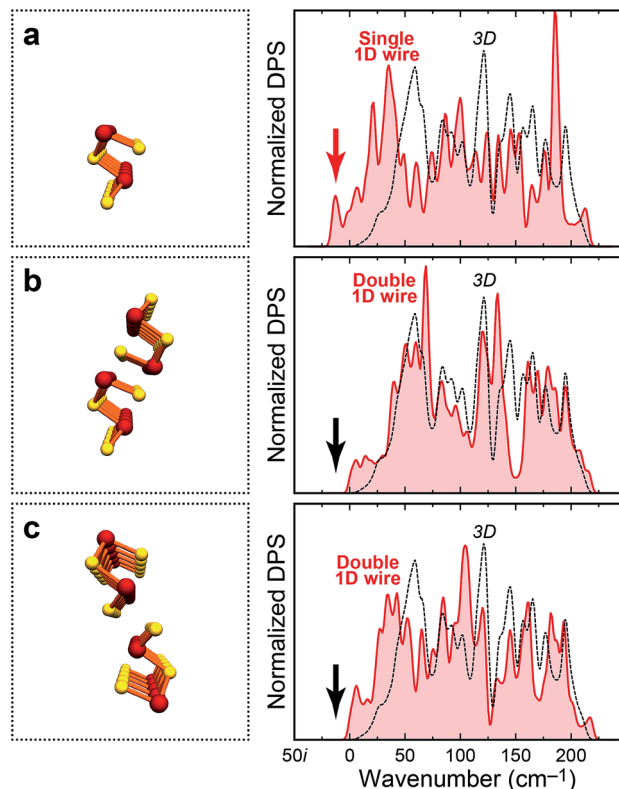 a
Normalized DPS
Single
1D wire
3D
b
Normalized DPS
Double
1D wire
3D
c
Normalized DPS
Double
1D wire
3D
50i 0 50 100 150 200
Wavenumber (cm⁻¹)